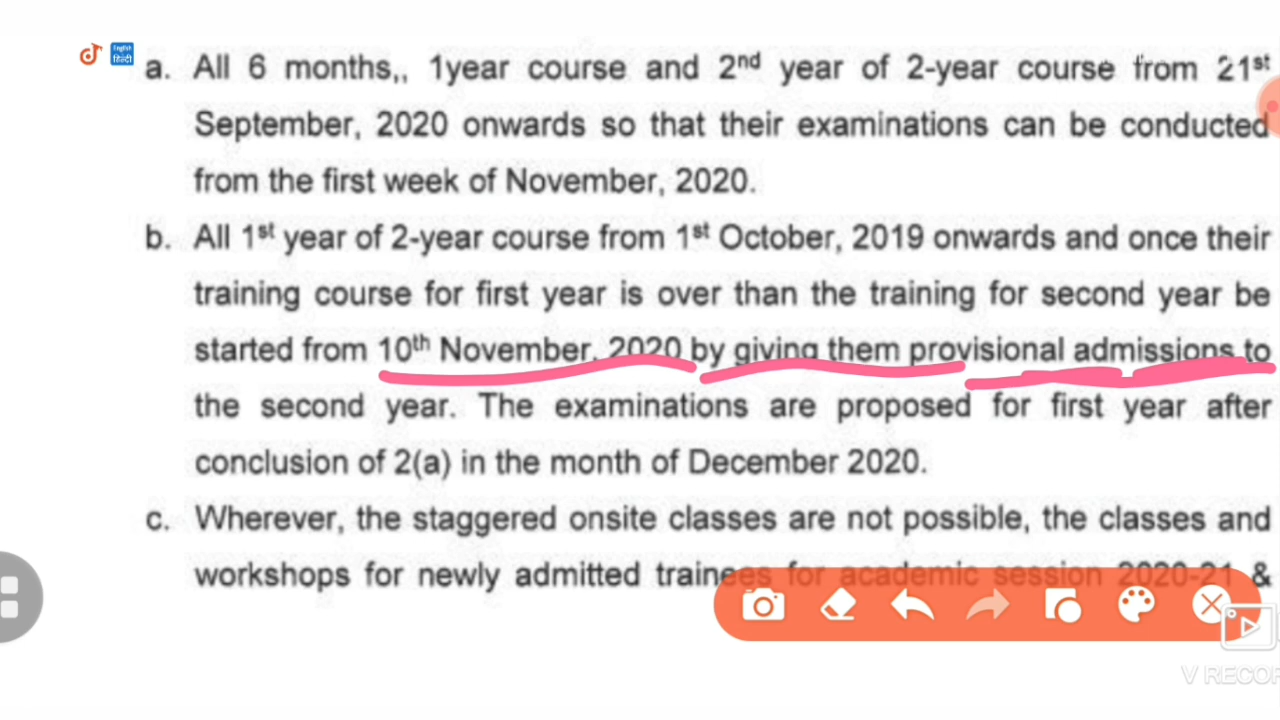 English
हिन्दी
a. All 6 months,, 1year course and 2nd year of 2-year course from 21st
September, 2020 onwards so that their examinations can be conducted
from the first week of November, 2020.
b. All 1st year of 2-year course from 1st October, 2019 onwards and once their
training course for first year is over than the training for second year be
started from 10th November, 2020 by giving them provisional admissions to
the second year. The examinations are proposed for first year after
conclusion of 2(a) in the month of December 2020.
c. Wherever, the staggered onsite classes are not possible, the classes and
workshops for newly admitted trainees for academic session 2020-21 &
V RECOR